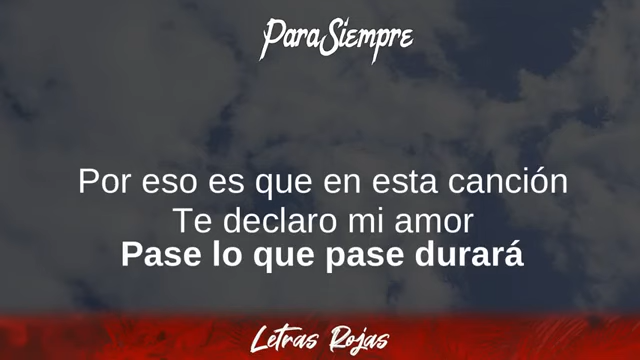 Para Siempre
Por eso es que en esta canción
Te declaro mi amor
Pase lo que pase durará
Letras Rojas